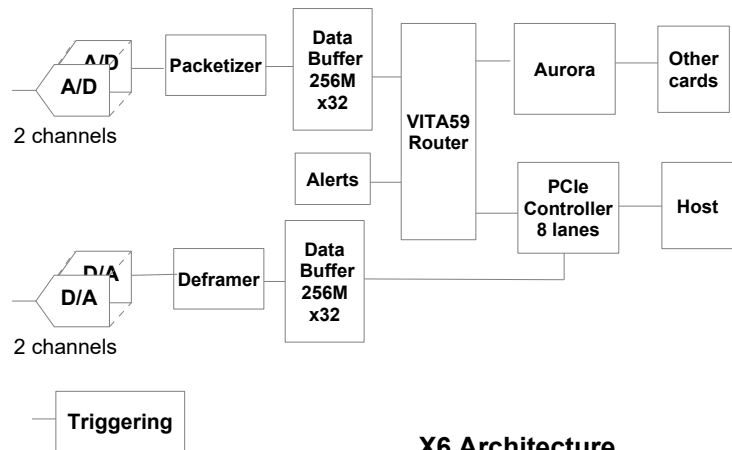 A/D
A/D
2 channels
Packetizer
Data
Buffer
256M
x32
VITA59
Router
Aurora
Other
cards
Alerts
PCIe
Controller
8 lanes
Host
D/A
D/A
2 channels
Deframer
Data
Buffer
256M
x32
Triggering
X6 Architecture